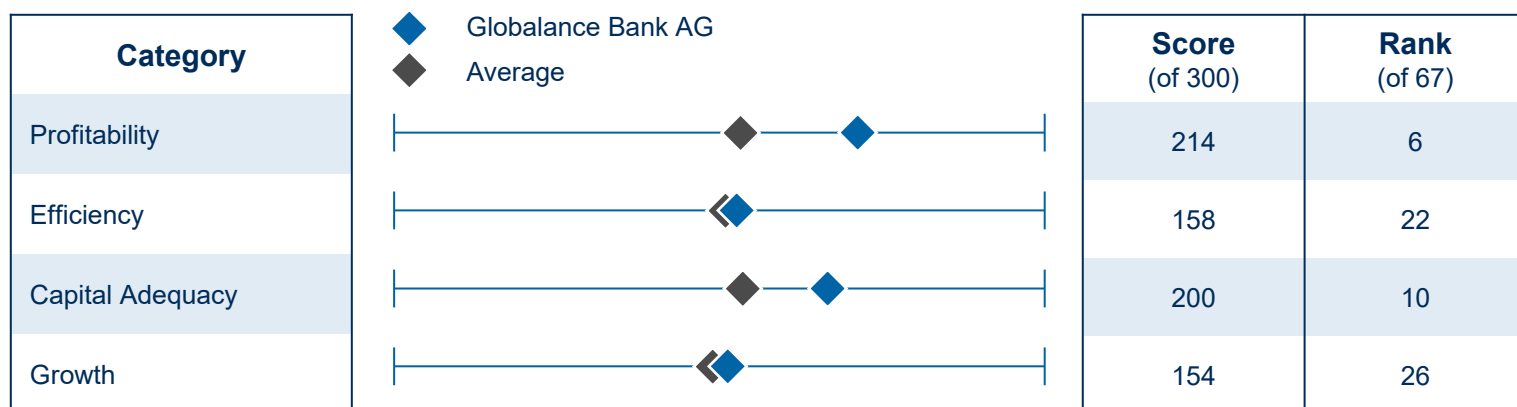 Category
Globalance Bank AG
Average
Score
(of 300)
Rank
(of 67)
Profitability
214
6
Efficiency
158
22
Capital Adequacy
200
10
Growth
154
26